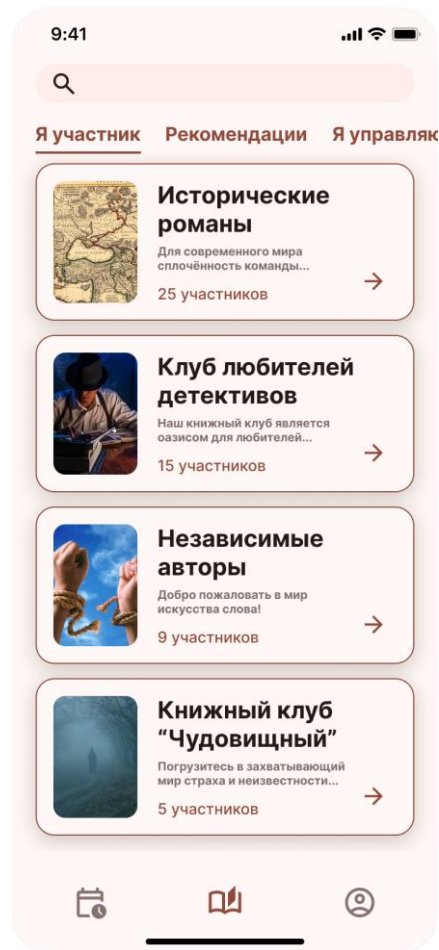 9:41
Я участник Рекомендации Я управляю
Исторические
романы
Для современного мира
сплочённость команды...
25 участников
Клуб любителей
детективов
Наш книжный клуб является
оазисом для любителей...
15 участников
Независимые
авторы
Добро пожаловать в мир
искусства слова!
9 участников
Книжный клуб
“Чудовищный”
Погрузитесь в захватывающий
мир страха и неизвестности...
5 участников